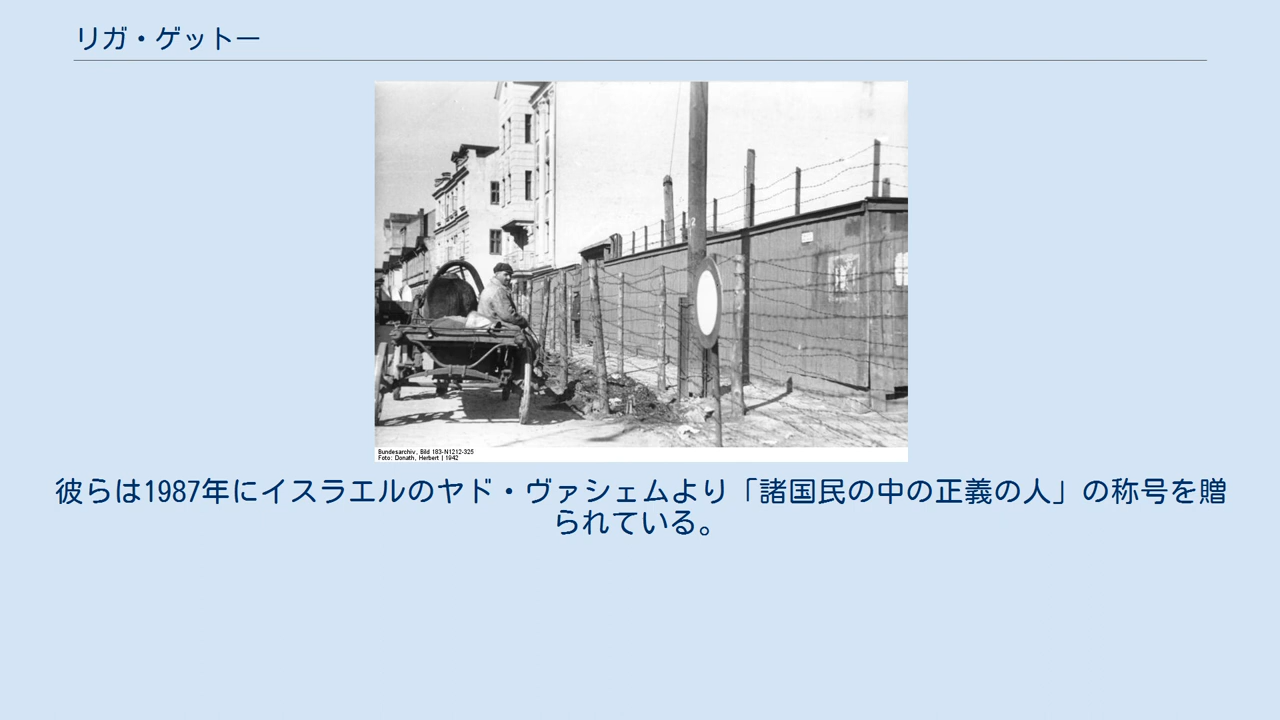 リガ・ゲットー
Bundesarchiv, Bild 183-N1212-325
Foto: Donath, Herbert | 1942
彼らは1987年にイスラエルのヤド・ヴァシェムより「諸国民の中の正義の人」の称号を贈
られている。